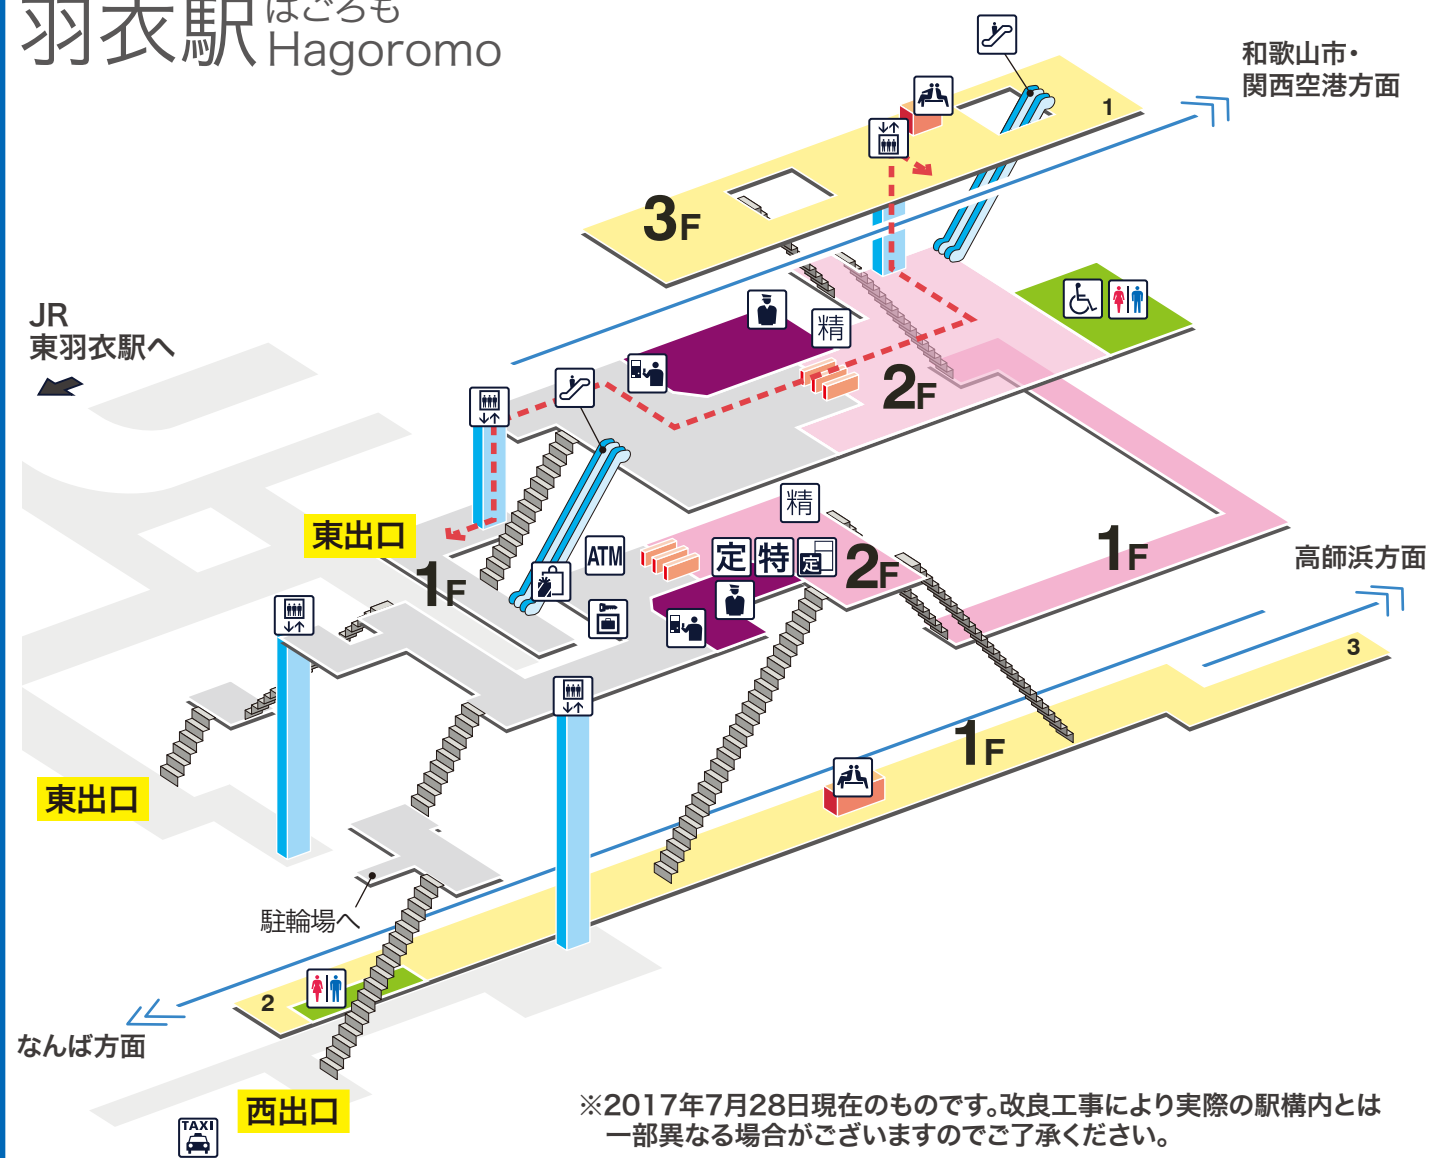 羽衣駅
はごろも
Hagoromo
和歌山市・
関西空港方面
1
3F
JR
東羽衣駅へ
精
2F
精
東出口
ATM
定
特
定
2F
1F
1F
高師浜方面
3
1F
東出口
駐輪場へ
2
なんば方面
西出口
TAXI
※2017年7月28日現在のものです。改良工事により実際の駅構内とは
一部異なる場合がございますのでご了承ください。